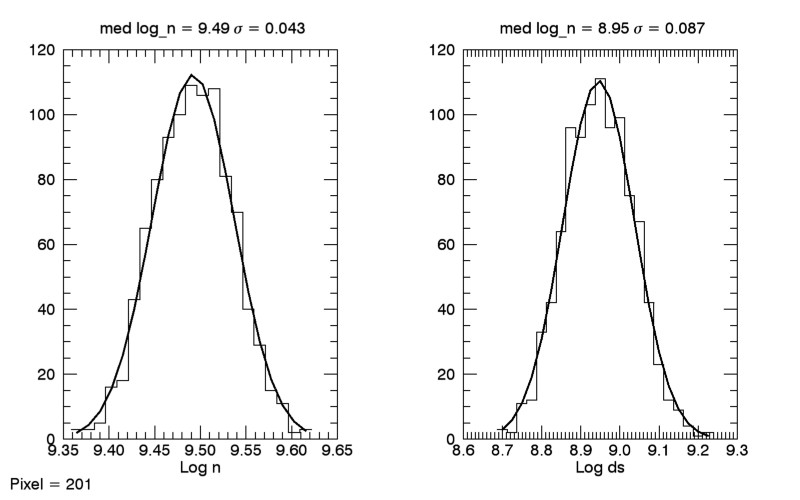 med log_n = 9.49 σ = 0.043
120
100
80
60
40
20
0
9.35 9.40 9.45 9.50 9.55 9.60 9.65
Log n
med log_n = 8.95 σ = 0.087
120
100
80
60
40
20
0
8.6 8.7 8.8 8.9 9.0 9.1 9.2 9.3
Log ds
Pixel = 201